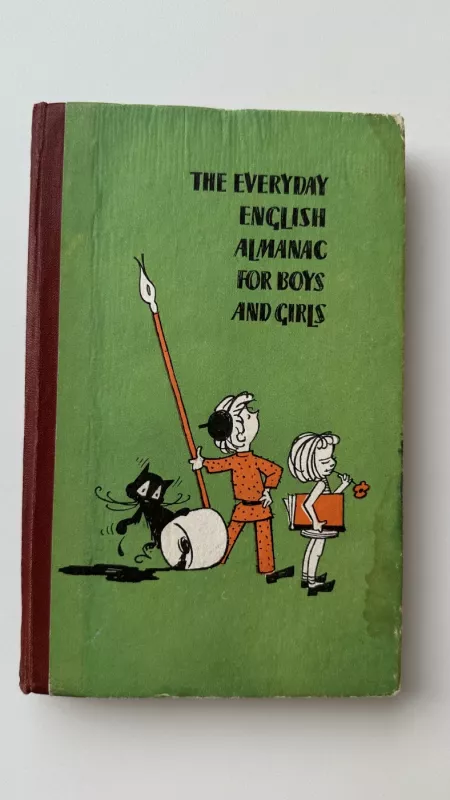 THE EVERYDAY
ENGLISH
ALMANAC
FOR BOYS
AND GIRLS